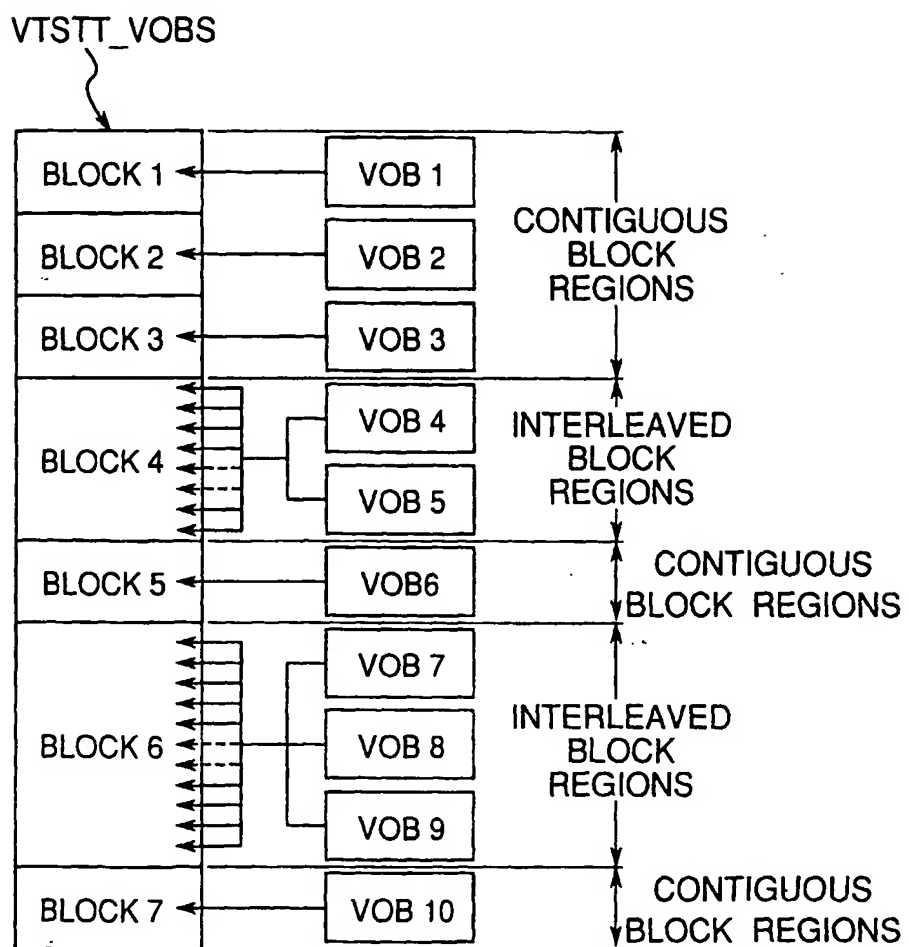 VTSTT_VOBS
BLOCK 1
VOB 1
BLOCK 2
VOB 2
BLOCK 3
VOB 3
CONTIGUOUS
BLOCK
REGIONS
BLOCK 4
VOB 4
VOB 5
INTERLEAVED
BLOCK
REGIONS
BLOCK 5
VOB6
CONTIGUOUS
BLOCK REGIONS
BLOCK 6
VOB 7
VOB 8
VOB 9
INTERLEAVED
BLOCK
REGIONS
BLOCK 7
VOB 10
CONTIGUOUS
BLOCK REGIONS